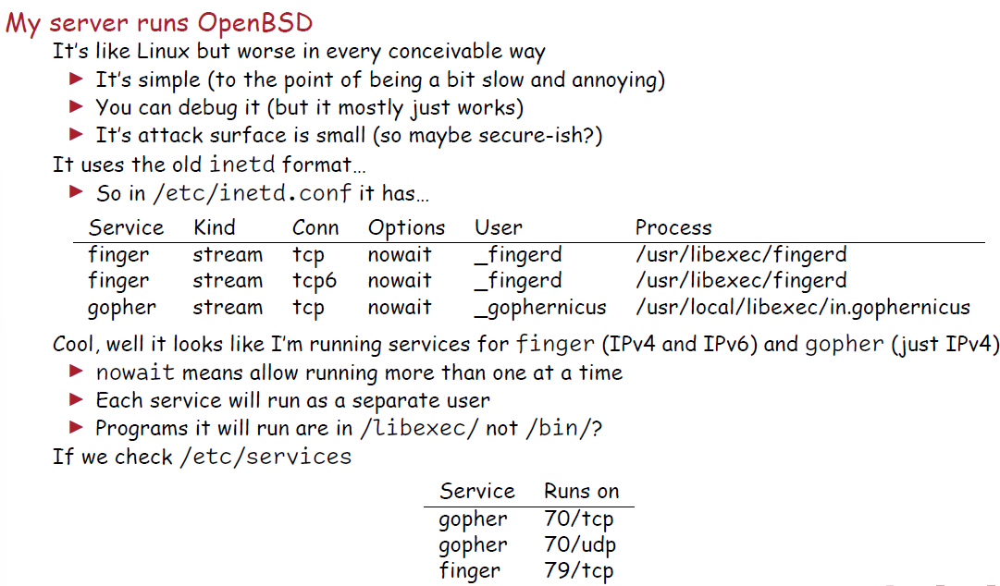 My server runs OpenBSD
It's like Linux but worse in every conceivable way
► It's simple (to the point of being a bit slow and annoying)
► You can debug it (but it mostly just works)
► It's attack surface is small (so maybe secure-ish?)
It uses the old inetd format…
► So in /etc/inetd.conf it has…
Service Kind Conn Options User Process
finger stream tcp nowait _fingerd /usr/libexec/fingerd
finger stream tcp6 nowait _fingerd /usr/libexec/fingerd
gopher stream tcp nowait _gophernicus /usr/local/libexec/in.gophernicus
Cool, well it looks like I'm running services for finger (IPv4 and IPv6) and gopher (just IPv4)
► nowait means allow running more than one at a time
► Each service will run as a separate user
► Programs it will run are in /libexec/ not /bin/?
If we check /etc/services
Service Runs on
gopher 70/tcp
gopher 70/udp
finger 79/tcp